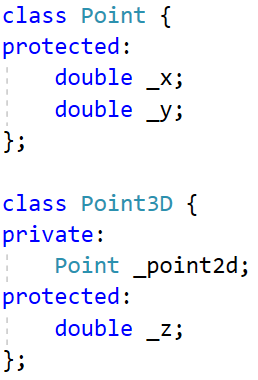 class Point {
protected:
    double _x;
    double _y;
};

class Point3D {
private:
    Point _point2d;
protected:
    double _z;
};